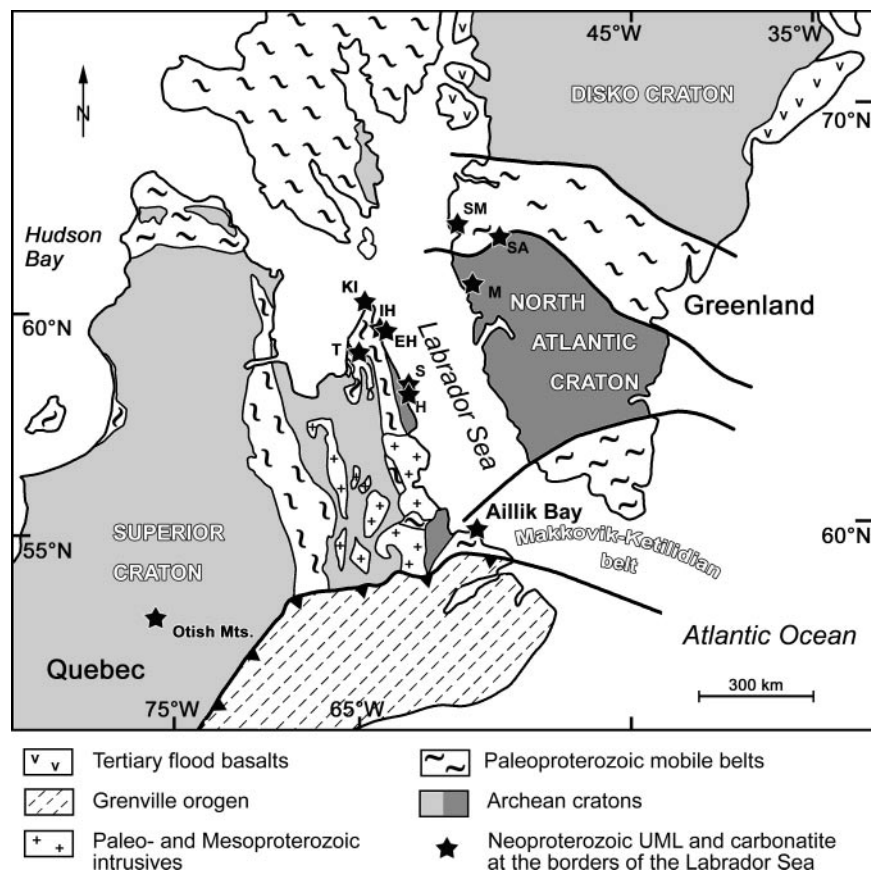 45°W
35°W
N
DISKO CRATON
70°N
Hudson
Bay
SM
SA
KI
M
IH
NORTH
ATLANTIC
CRATON
Greenland
60°N
EH
T
Labrador Sea
S
H
Aillik Bay
SUPERIOR
CRATON
55°N
60°N
Makkovik-Ketilidian
belt
Otish Mts.
Atlantic Ocean
Quebec
300 km
75°W
65°W
Tertiary flood basalts
Grenville orogen
Paleo- and Mesoproterozoic
intrusives
Paleoproterozoic mobile belts
Archean cratons
Neoproterozoic UML and carbonatite
at the borders of the Labrador Sea